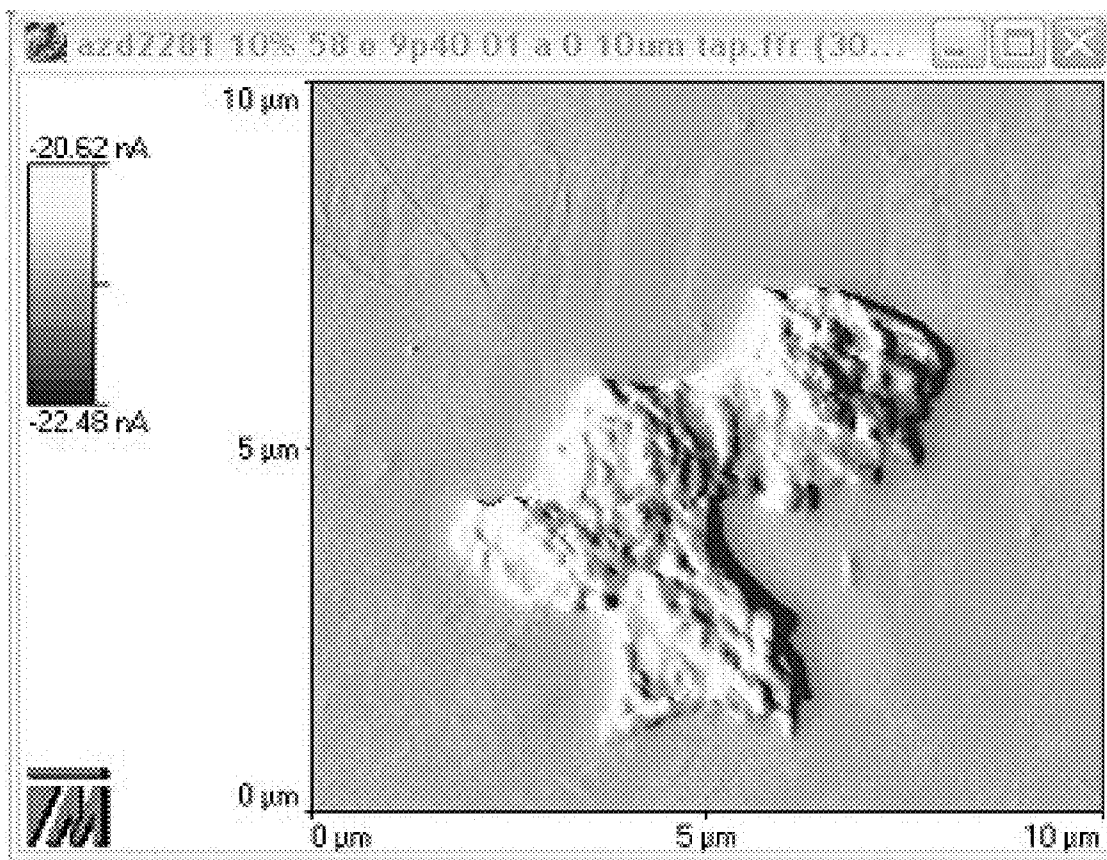 azd2281 10% 58 e 9p40 01 a 0 10um tap.ffr (30...
10 µm
-20.62 nA
-22.48 nA
5 µm
0 µm
0 µm 5 µm 10 µm